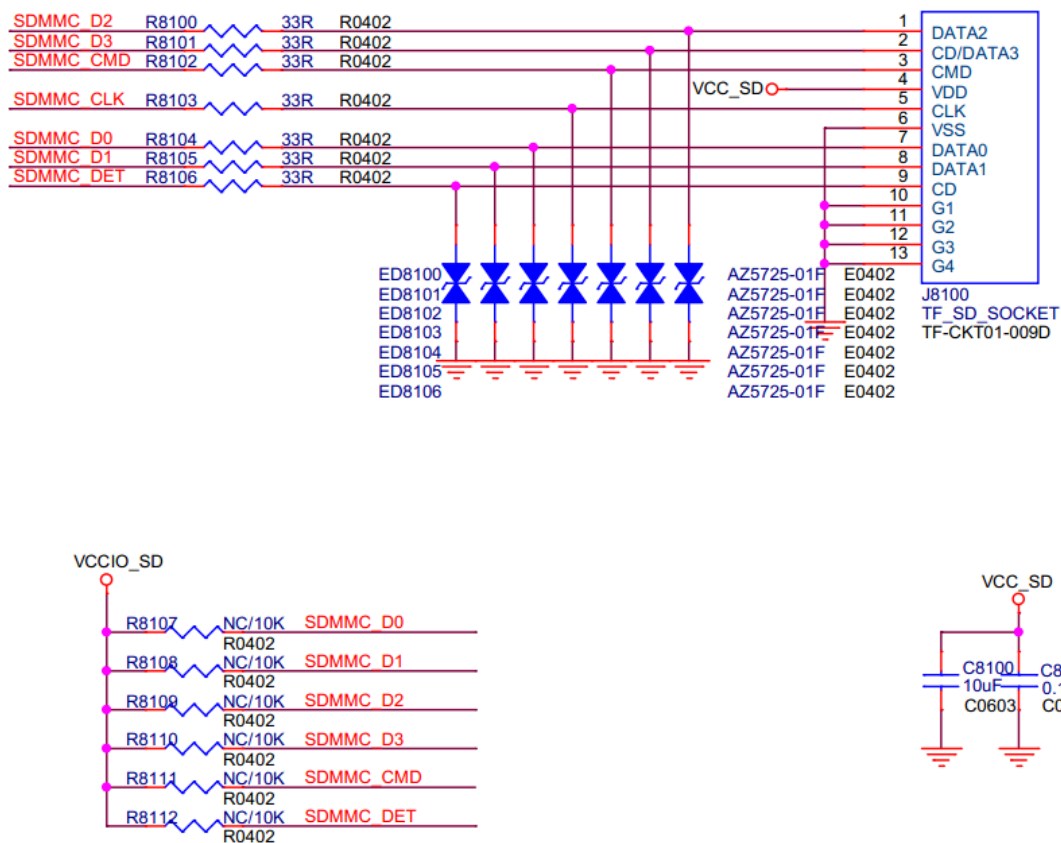 SDMMC_D2 R8100 33R R0402 1 DATA2
SDMMC_D3 R8101 33R R0402 2 CD/DATA3
SDMMC_CMD R8102 33R R0402 3 CMD
VCC_SD 4 VDD
SDMMC_CLK R8103 33R R0402 5 CLK
6 VSS
SDMMC_D0 R8104 33R R0402 7 DATA0
SDMMC_D1 R8105 33R R0402 8 DATA1
SDMMC_DET R8106 33R R0402 9 CD
10 G1
11 G2
12 G3
13 G4
ED8100 AZ5725-01F E0402
ED8101 AZ5725-01F E0402
ED8102 AZ5725-01F E0402
ED8103 AZ5725-01F E0402
ED8104 AZ5725-01F E0402
ED8105 AZ5725-01F E0402
ED8106 AZ5725-01F E0402
J8100
TF_SD_SOCKET
TF-CKT01-009D
VCCIO_SD
R8107 NC/10K SDMMC_D0
R0402
R8108 NC/10K SDMMC_D1
R0402
R8109 NC/10K SDMMC_D2
R0402
R8110 NC/10K SDMMC_D3
R0402
R8111 NC/10K SDMMC_CMD
R0402
R8112 NC/10K SDMMC_DET
R0402
VCC_SD
C8100
10uF
C0603